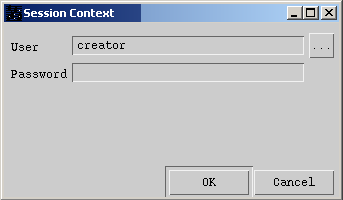 Session Context
User creator ...
Password
OK Cancel